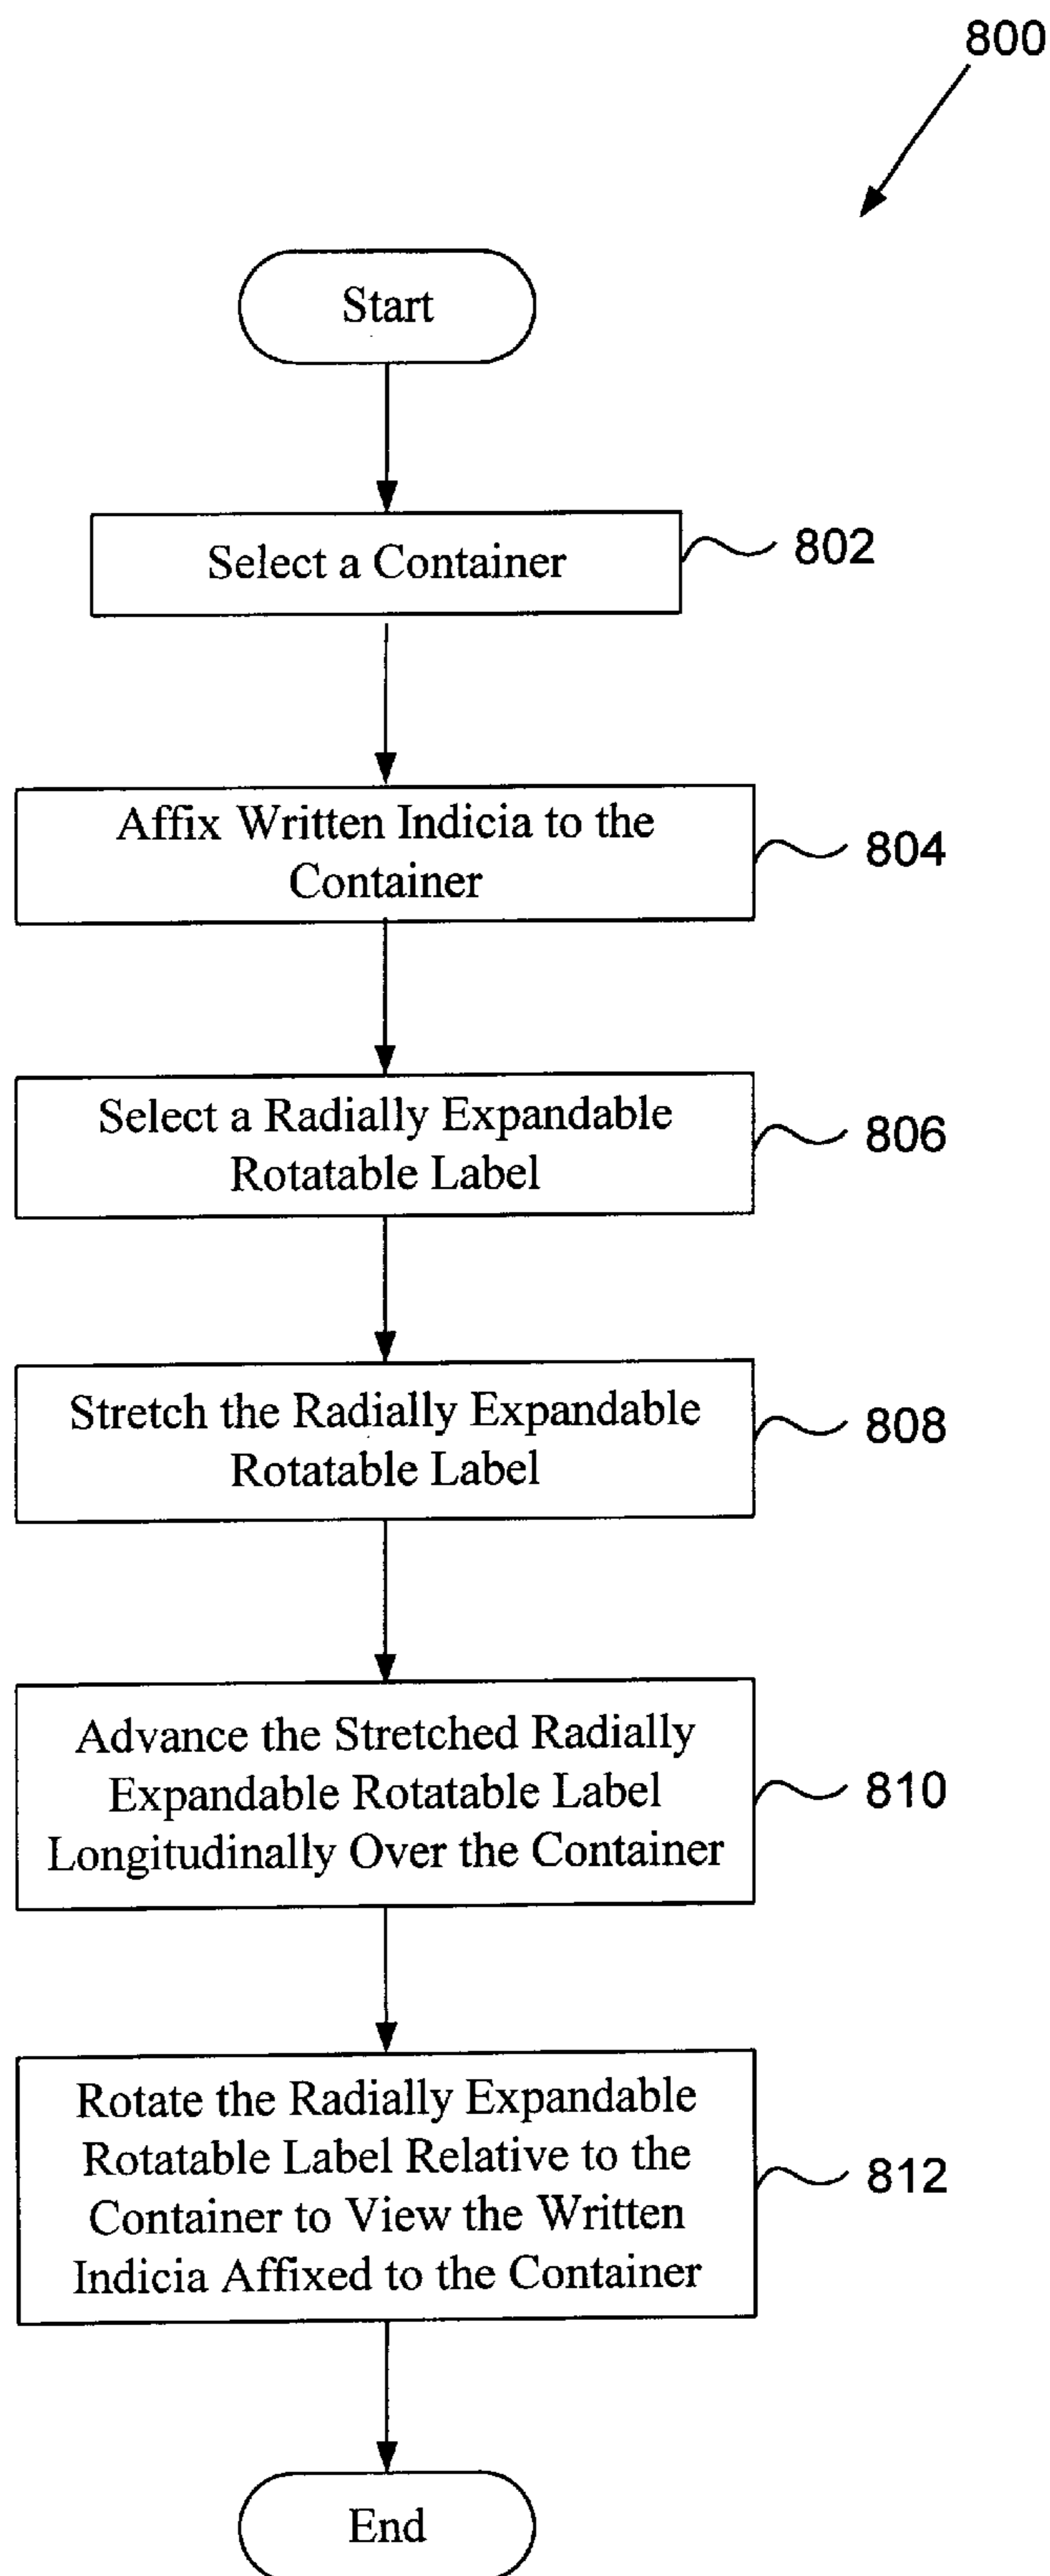 800
Start
Select a Container
802
Affix Written Indicia to the
Container
804
Select a Radially Expandable
Rotatable Label
806
Stretch the Radially Expandable
Rotatable Label
808
Advance the Stretched Radially
Expandable Rotatable Label
Longitudinally Over the Container
810
Rotate the Radially Expandable
Rotatable Label Relative to the
Container to View the Written
Indicia Affixed to the Container
812
End